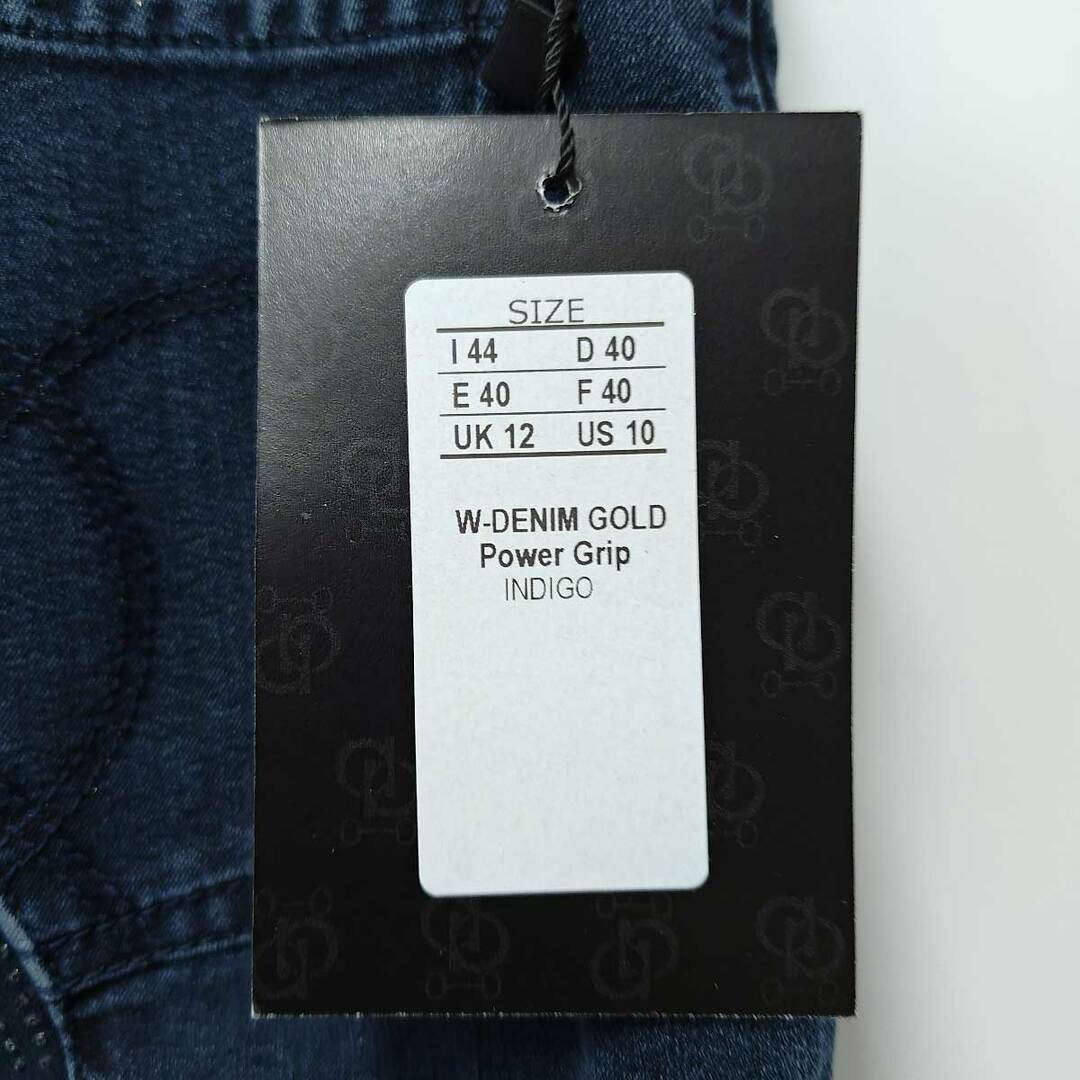 SIZE
I 44 D 40
E 40 F 40
UK 12 US 10
W-DENIM GOLD
Power Grip
INDIGO